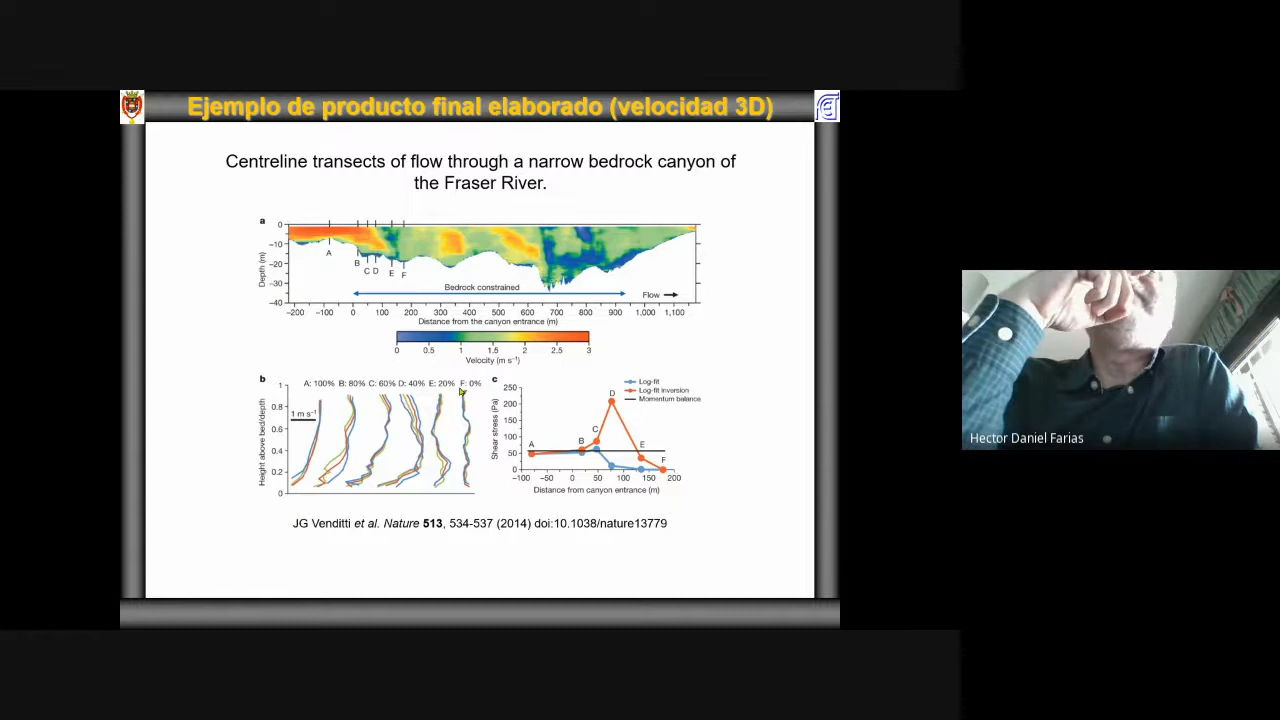 Ejemplo de producto final elaborado (velocidad 3D)
Centreline transects of flow through a narrow bedrock canyon of
the Fraser River.
a
0
−10
−20
−30
−40
Depth (m)
A
B
C D
E F
Bedrock constrained
Flow
−200 −100 0 100 200 300 400 500 600 700 800 900 1,000 1,100
Distance from the canyon entrance (m)
0 0.5 1 1.5 2 2.5 3
Velocity (m s⁻¹)
b
A: 100% B: 80% C: 60% D: 40% E: 20% F: 0%
1
0.8
0.6
0.4
0.2
0
Height above bed/depth
1 m s⁻¹
c
Log-fit
Log-fit inversion
Momentum balance
250
200
150
100
50
0
Shear stress (Pa)
A
B
C
D
E
F
−100 −50 0 50 100 150 200
Distance from canyon entrance (m)
JG Venditti et al. Nature 513, 534-537 (2014) doi:10.1038/nature13779
Hector Daniel Farias